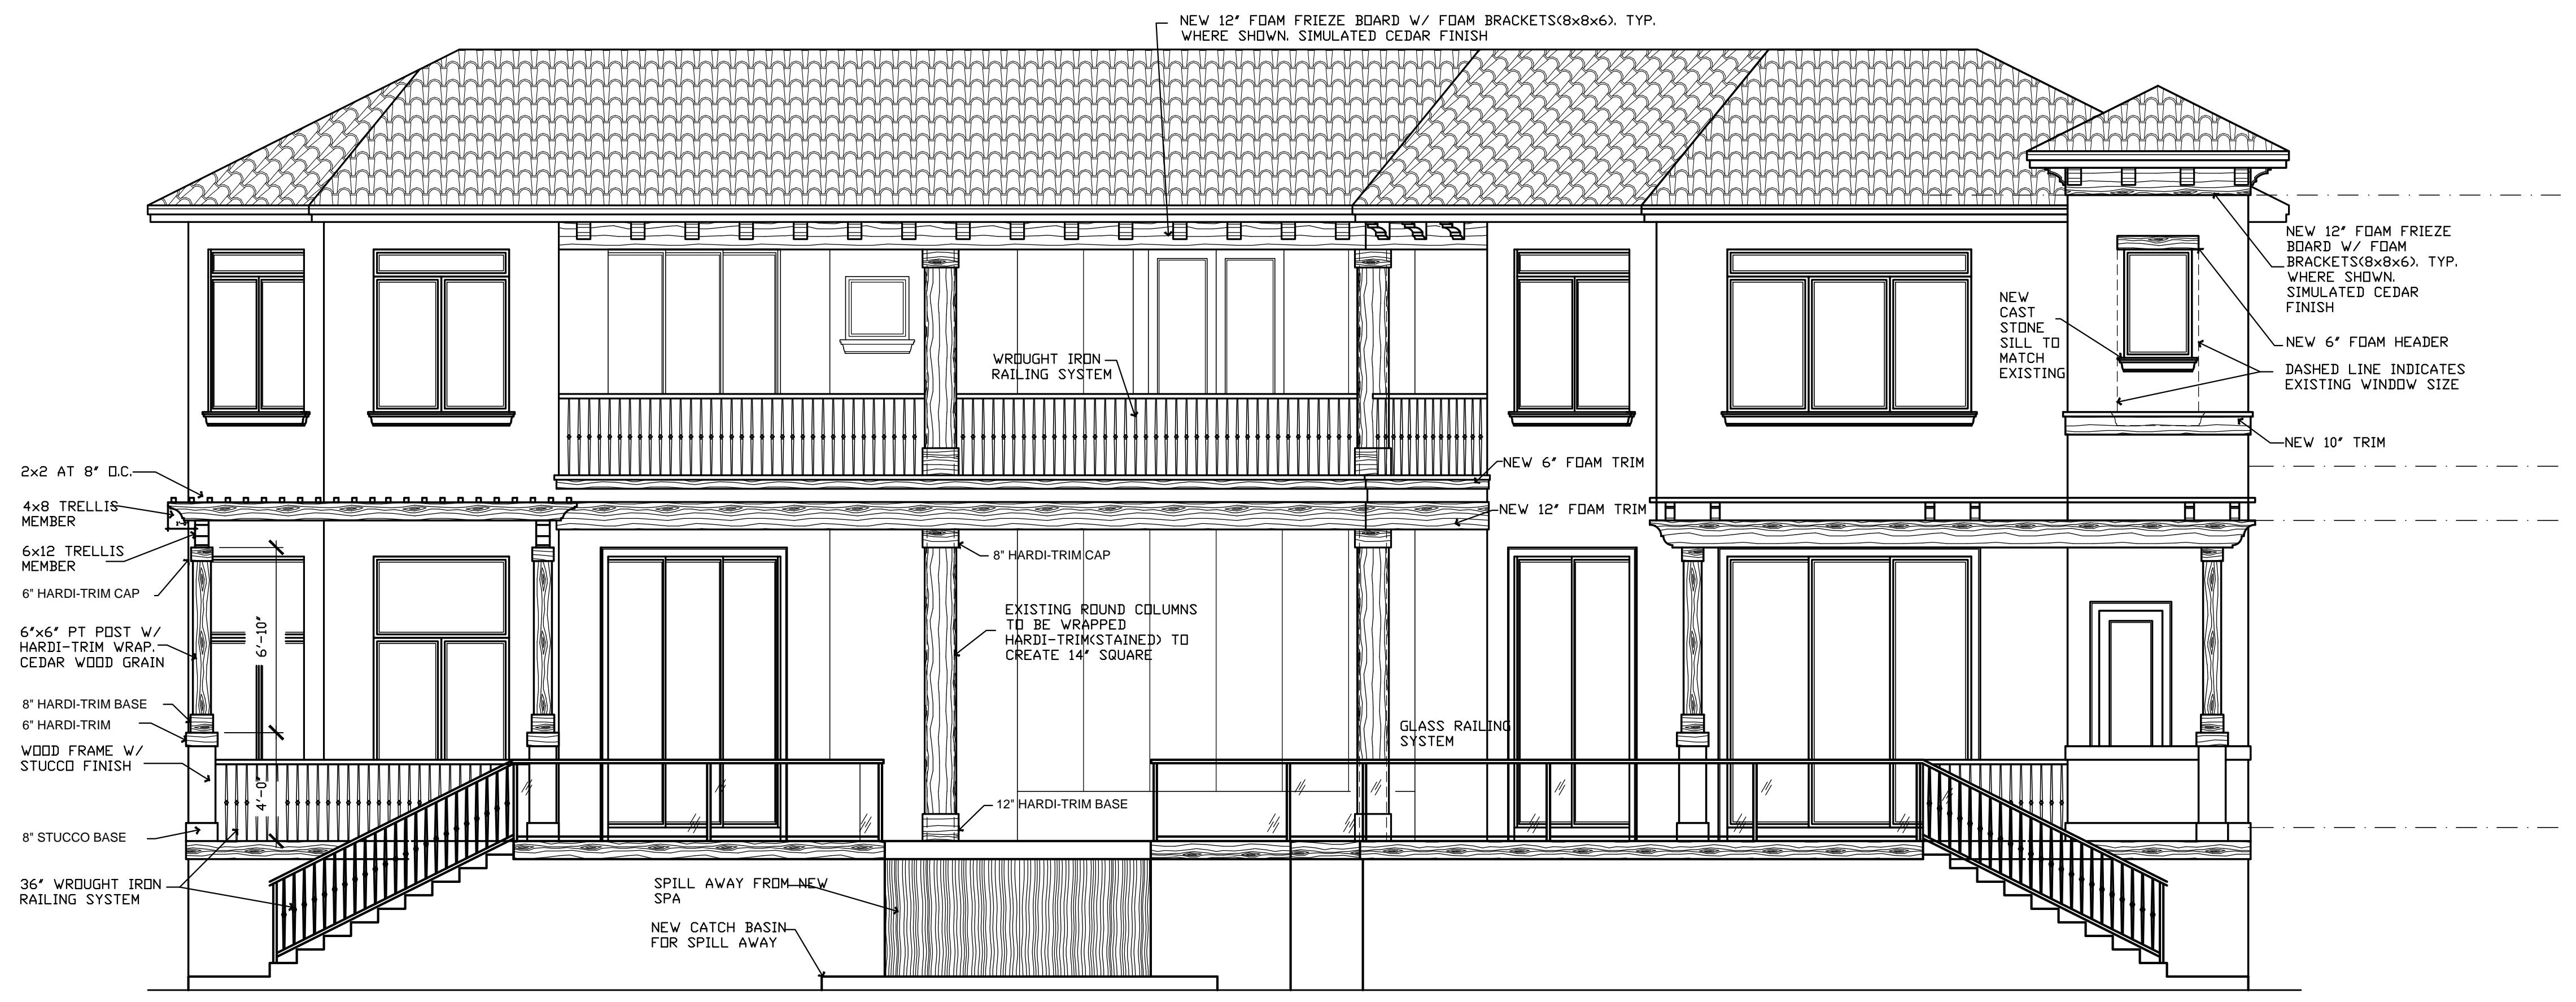 NEW 12" FOAM FRIEZE BOARD W/ FOAM BRACKETS(8x8x6). TYP.
WHERE SHOWN. SIMULATED CEDAR FINISH
NEW 12" FOAM FRIEZE
BOARD W/ FOAM
BRACKETS(8x8x6). TYP.
WHERE SHOWN.
SIMULATED CEDAR
FINISH
NEW
CAST
STONE
SILL TO
MATCH
EXISTING
NEW 6" FOAM HEADER
DASHED LINE INDICATES
EXISTING WINDOW SIZE
NEW 10" TRIM
WROUGHT IRON
RAILING SYSTEM
NEW 6" FOAM TRIM
NEW 12" FOAM TRIM
2x2 AT 8" O.C.
4x8 TRELLIS
MEMBER
6x12 TRELLIS
MEMBER
6" HARDI-TRIM CAP
6"x6" PT POST W/
HARDI-TRIM WRAP.
CEDAR WOOD GRAIN
8" HARDI-TRIM BASE
6" HARDI-TRIM
WOOD FRAME W/
STUCCO FINISH
8" STUCCO BASE
36" WROUGHT IRON
RAILING SYSTEM
6'-10"
4'-0"
8" HARDI-TRIM CAP
EXISTING ROUND COLUMNS
TO BE WRAPPED
HARDI-TRIM(STAINED) TO
CREATE 14" SQUARE
12" HARDI-TRIM BASE
GLASS RAILING
SYSTEM
SPILL AWAY FROM NEW
SPA
NEW CATCH BASIN
FOR SPILL AWAY